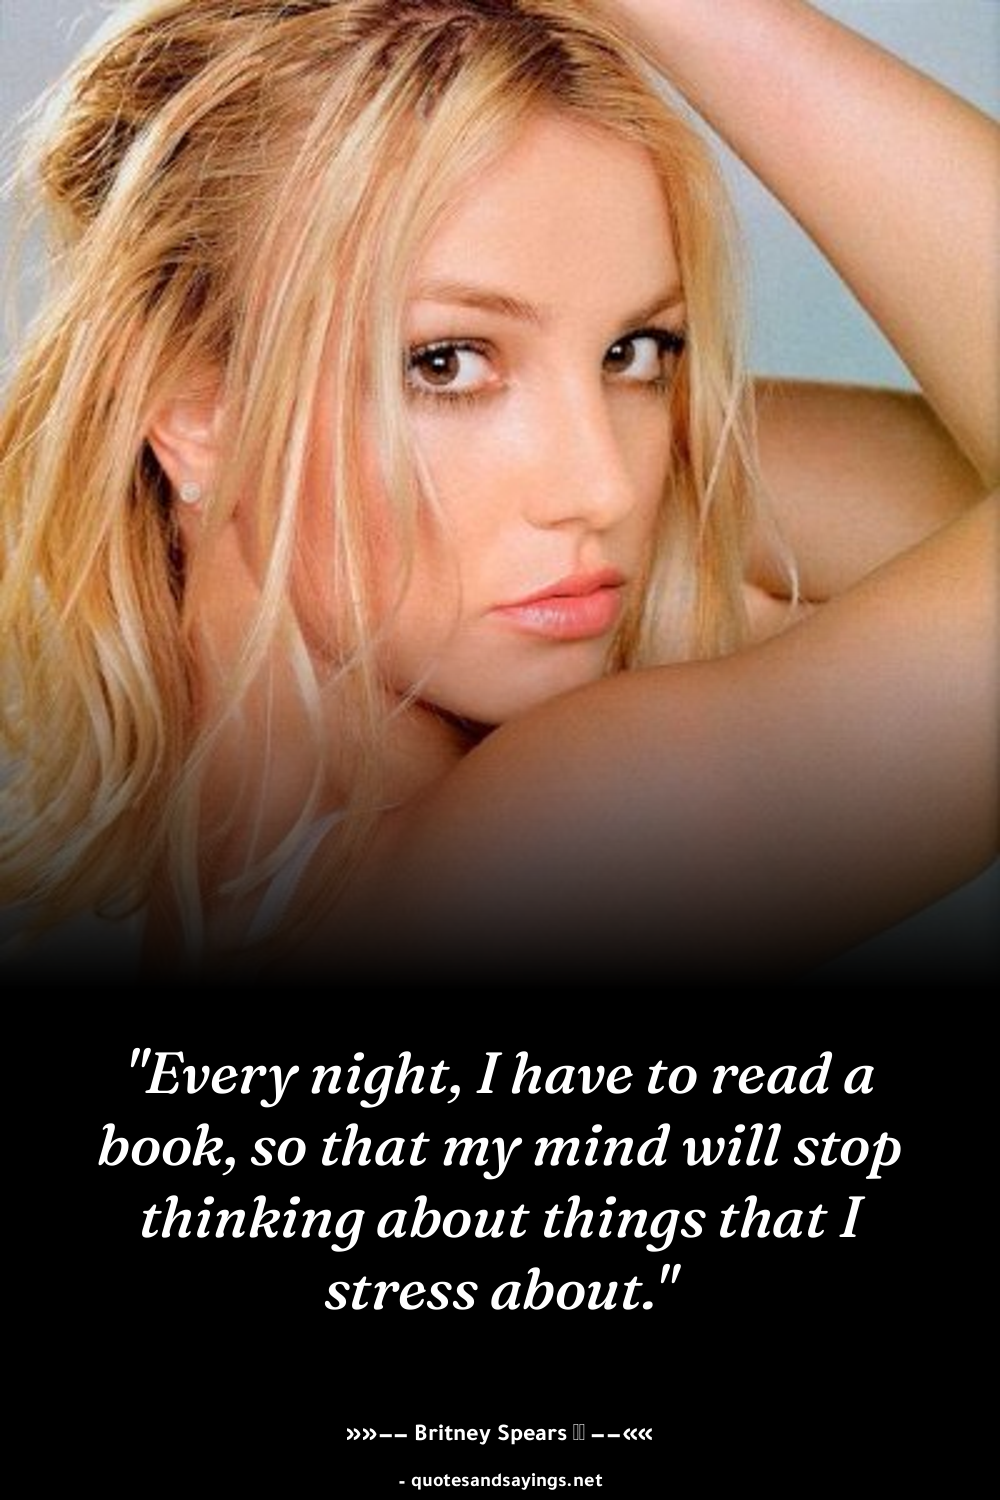 "Every night, I have to read a
book, so that my mind will stop
thinking about things that I
stress about."
»»–– Britney Spears ––««
- quotesandsayings.net